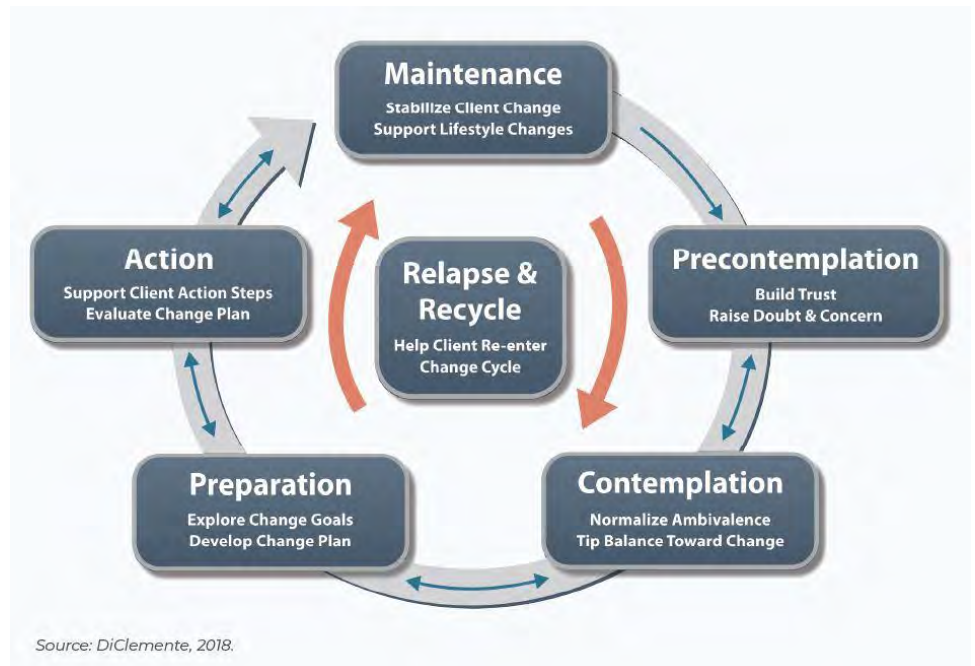 Maintenance
Stabilize Client Change
Support Lifestyle Changes
Action
Support Client Action Steps
Evaluate Change Plan
Relapse &
Recycle
Help Client Re-enter
Change Cycle
Precontemplation
Build Trust
Raise Doubt & Concern
Preparation
Explore Change Goals
Develop Change Plan
Contemplation
Normalize Ambivalence
Tip Balance Toward Change
Source: DiClemente, 2018.